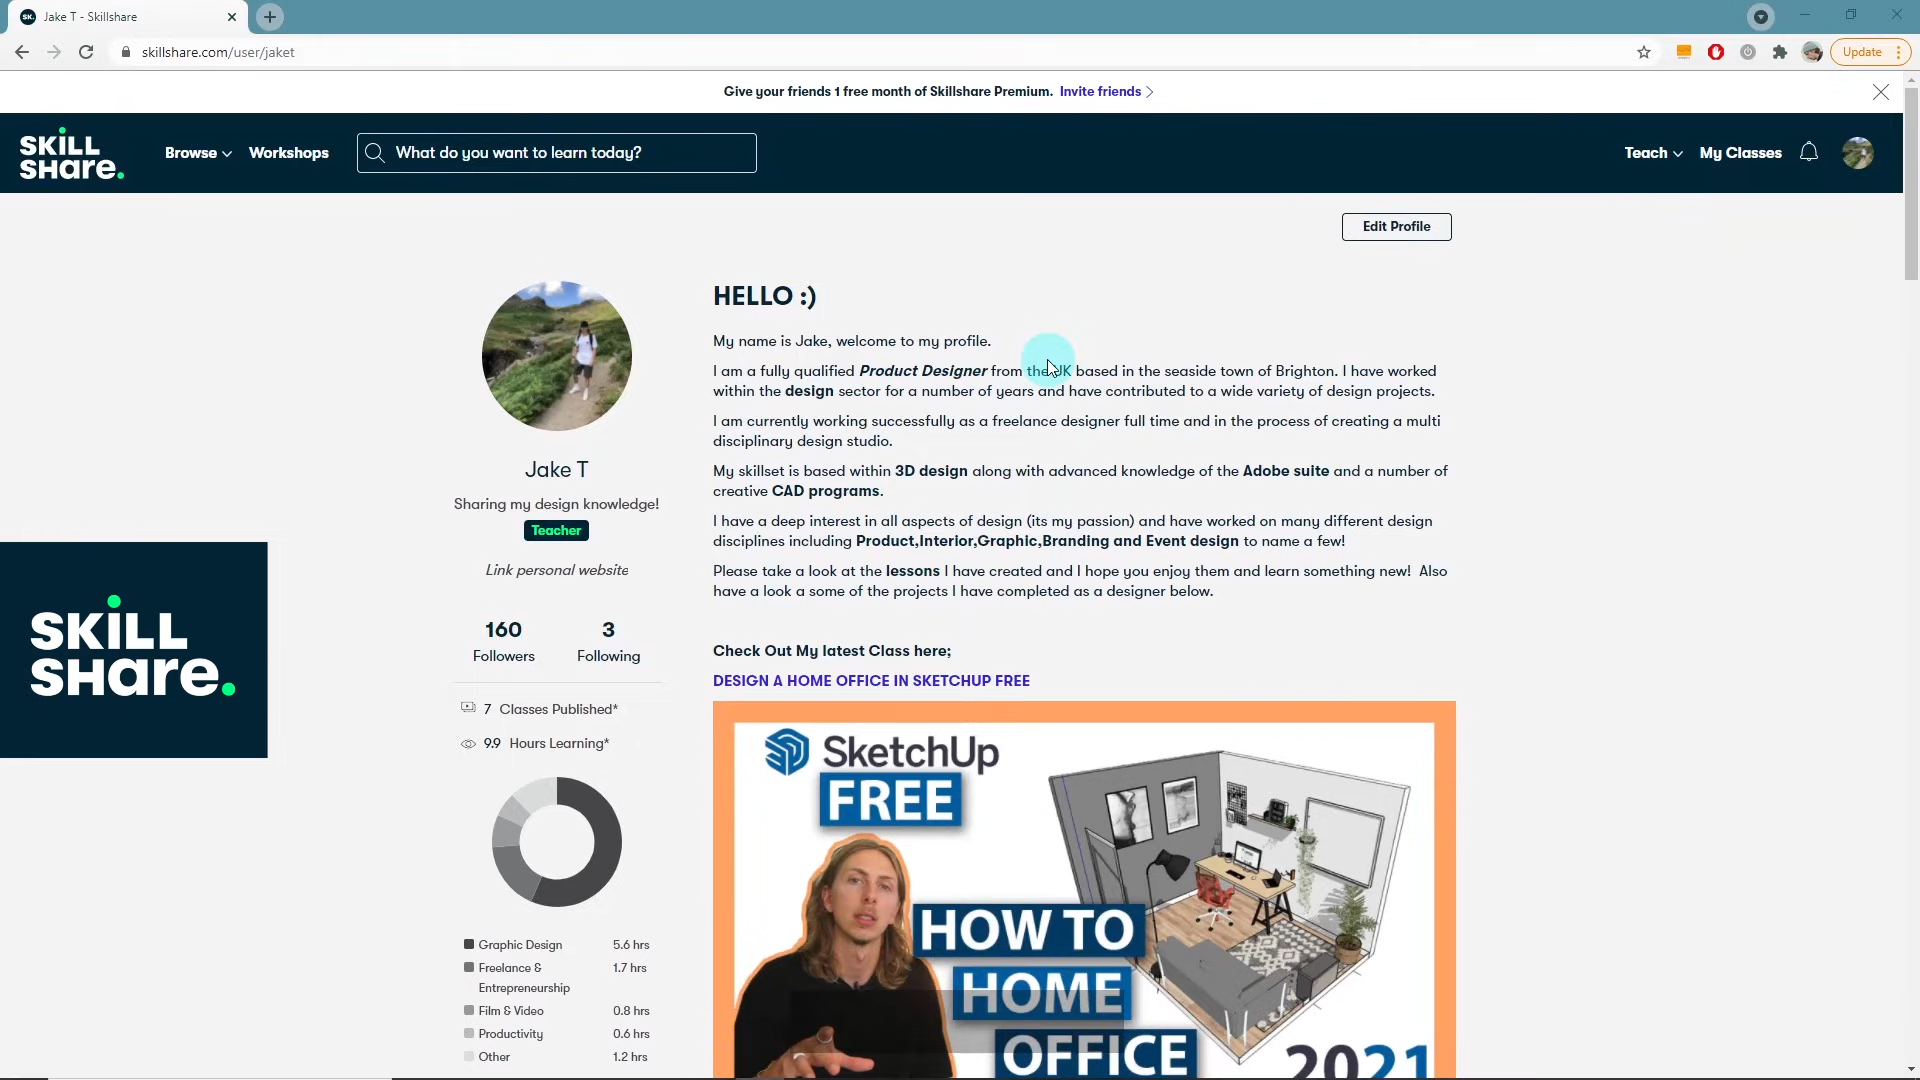 SK. Jake T - Skillshare
skillshare.com/user/jaket
Update
Give your friends 1 free month of Skillshare Premium. Invite friends
SKILL
SHare.
Browse
Workshops
What do you want to learn today?
Teach
My Classes
Edit Profile
HELLO :)
My name is Jake, welcome to my profile.
I am a fully qualified Product Designer from the UK based in the seaside town of Brighton. I have worked
within the design sector for a number of years and have contributed to a wide variety of design projects.
I am currently working successfully as a freelance designer full time and in the process of creating a multi
disciplinary design studio.
My skillset is based within 3D design along with advanced knowledge of the Adobe suite and a number of
creative CAD programs.
I have a deep interest in all aspects of design (its my passion) and have worked on many different design
disciplines including Product,Interior,Graphic,Branding and Event design to name a few!
Please take a look at the lessons I have created and I hope you enjoy them and learn something new! Also
have a look a some of the projects I have completed as a designer below.
Check Out My latest Class here;
DESIGN A HOME OFFICE IN SKETCHUP FREE
Jake T
Sharing my design knowledge!
Teacher
Link personal website
160
Followers
3
Following
7 Classes Published*
9.9 Hours Learning*
Graphic Design 5.6 hrs
Freelance & 1.7 hrs
Entrepreneurship
Film & Video 0.8 hrs
Productivity 0.6 hrs
Other 1.2 hrs
SKILL
SHare.
SketchUp
FREE
HOW TO
HOME
OFFICE
2021